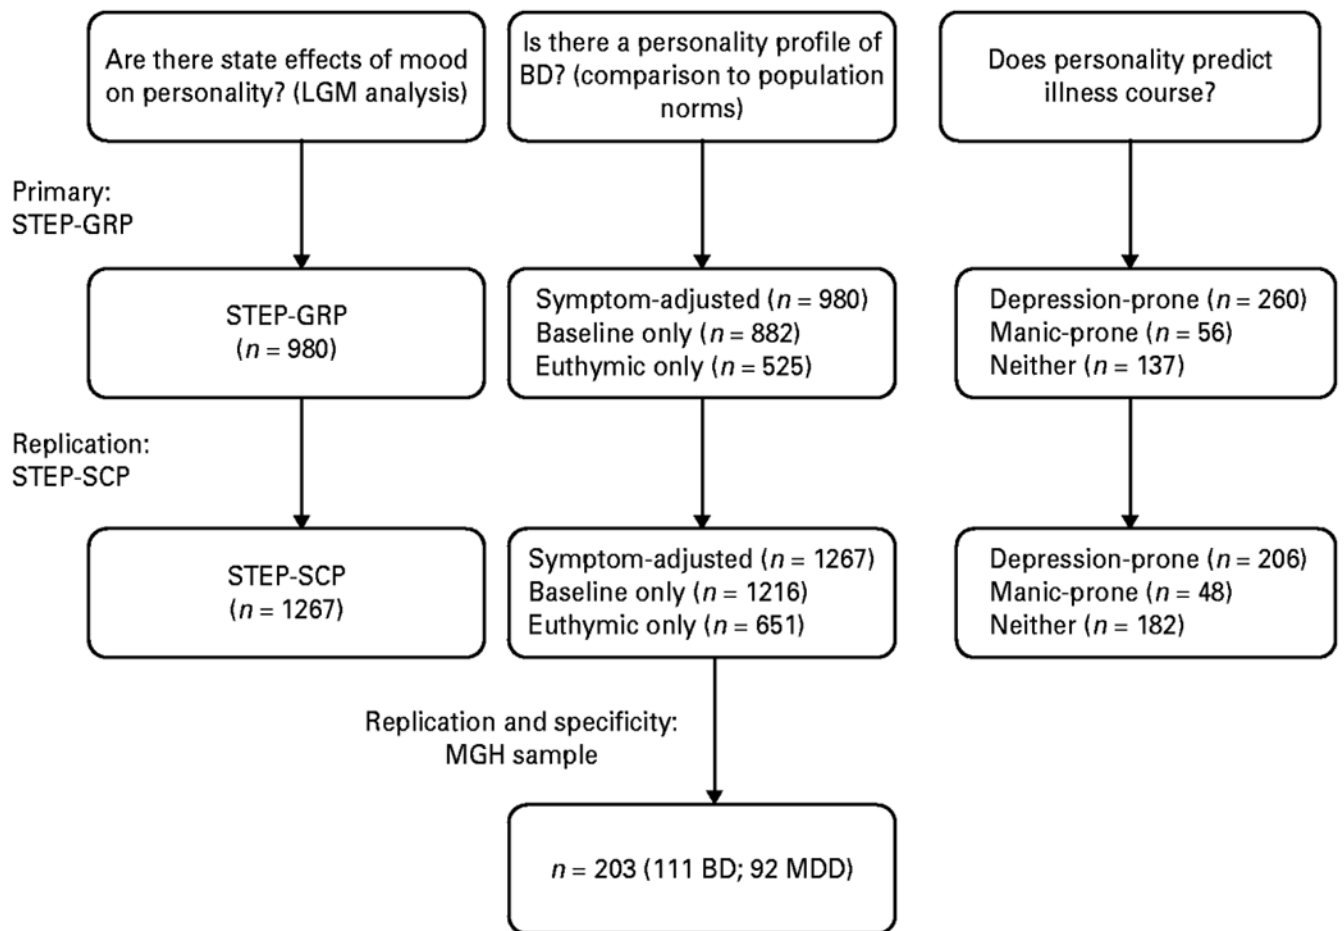 Are there state effects of mood
on personality? (LGM analysis)
Is there a personality profile of
BD? (comparison to population
norms)
Does personality predict
illness course?
Primary:
STEP-GRP
STEP-GRP
(n = 980)
Symptom-adjusted (n = 980)
Baseline only (n = 882)
Euthymic only (n = 525)
Depression-prone (n = 260)
Manic-prone (n = 56)
Neither (n = 137)
Replication:
STEP-SCP
STEP-SCP
(n = 1267)
Symptom-adjusted (n = 1267)
Baseline only (n = 1216)
Euthymic only (n = 651)
Depression-prone (n = 206)
Manic-prone (n = 48)
Neither (n = 182)
Replication and specificity:
MGH sample
n = 203 (111 BD; 92 MDD)